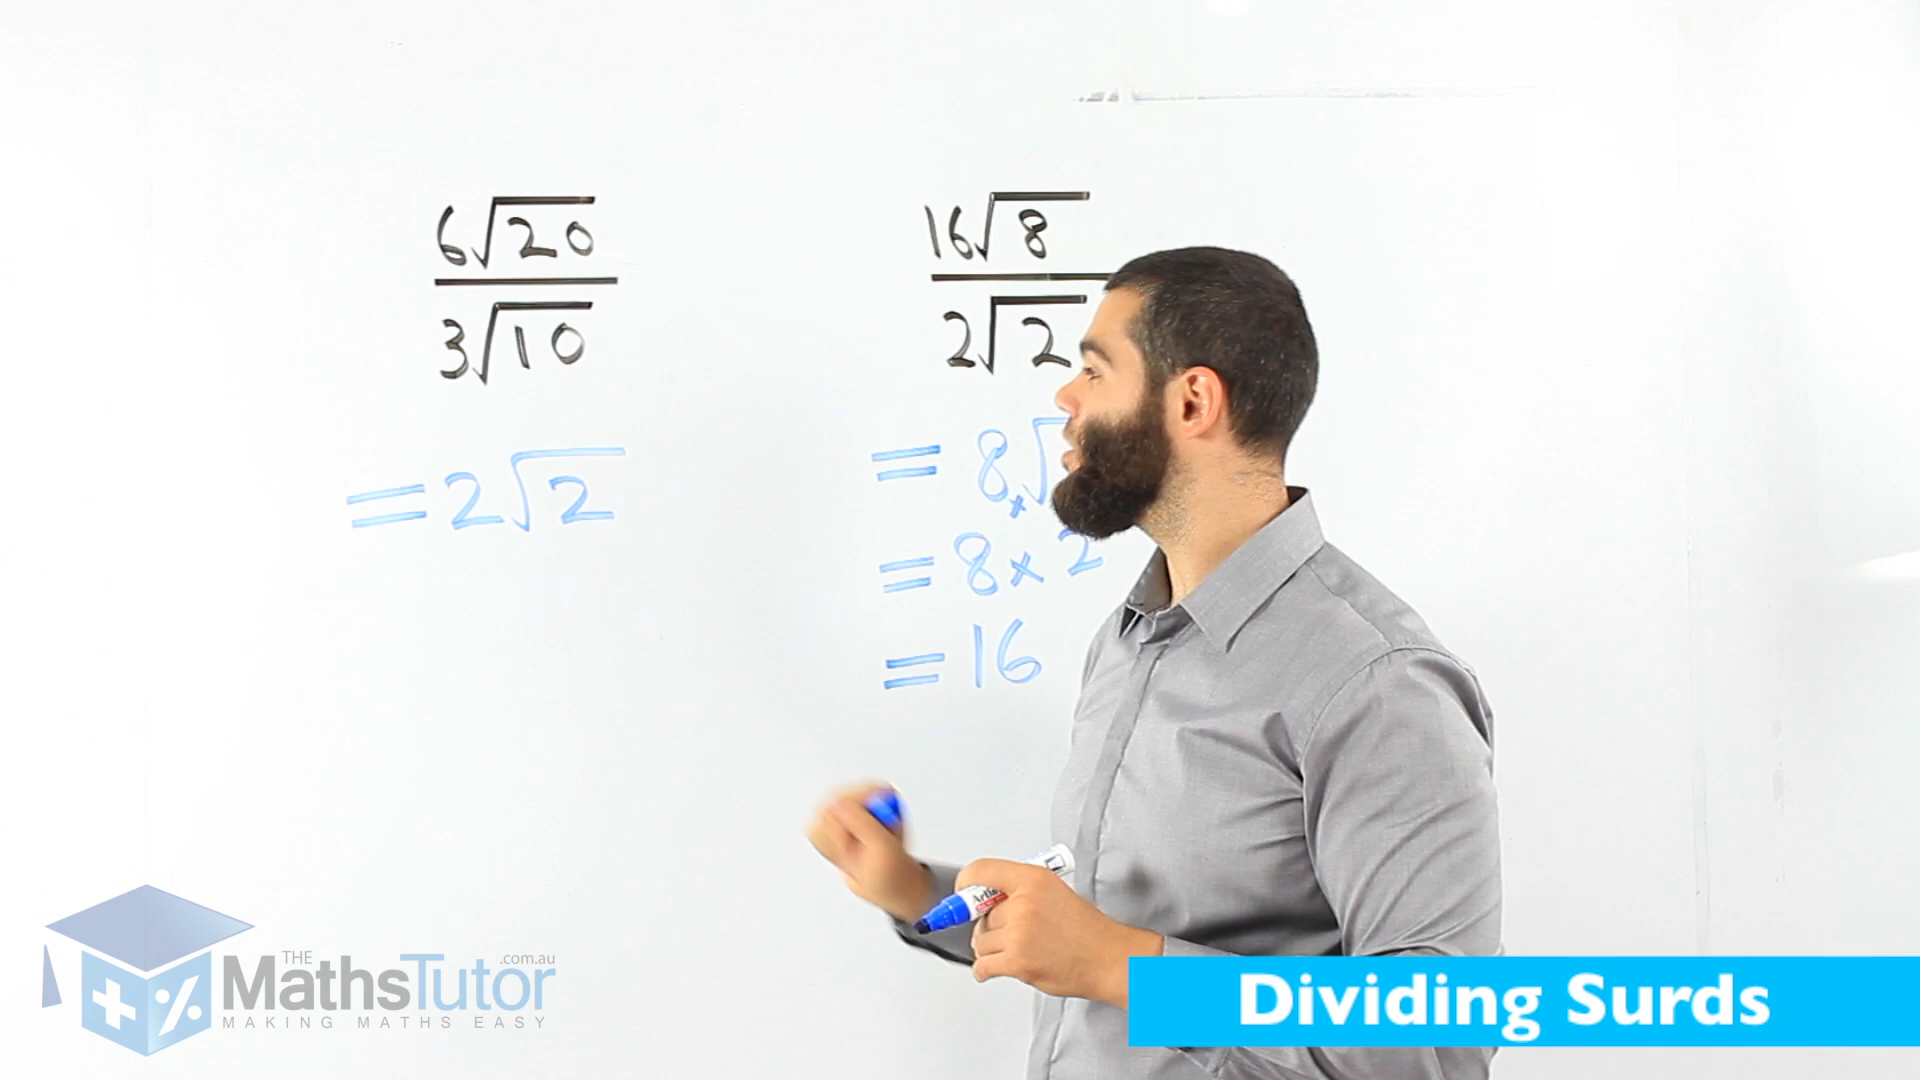 6√20
3√10
= 2√2
16√8
2√2
= 8 × √
= 8 × 2
= 16
THE
MathsTutor
.com.au
MAKING MATHS EASY
Dividing Surds